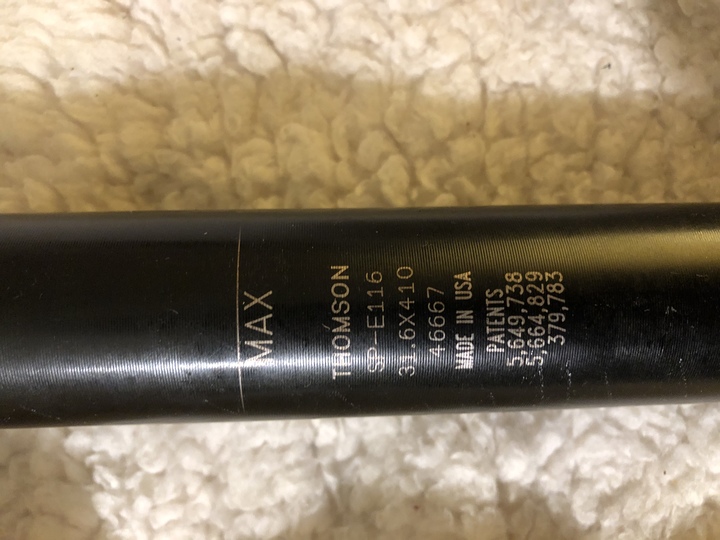 MAX
THOMSON
SP-E116
31.6X410
46667
MADE IN USA
PATENTS
5,649,738
5,664,829
379,783